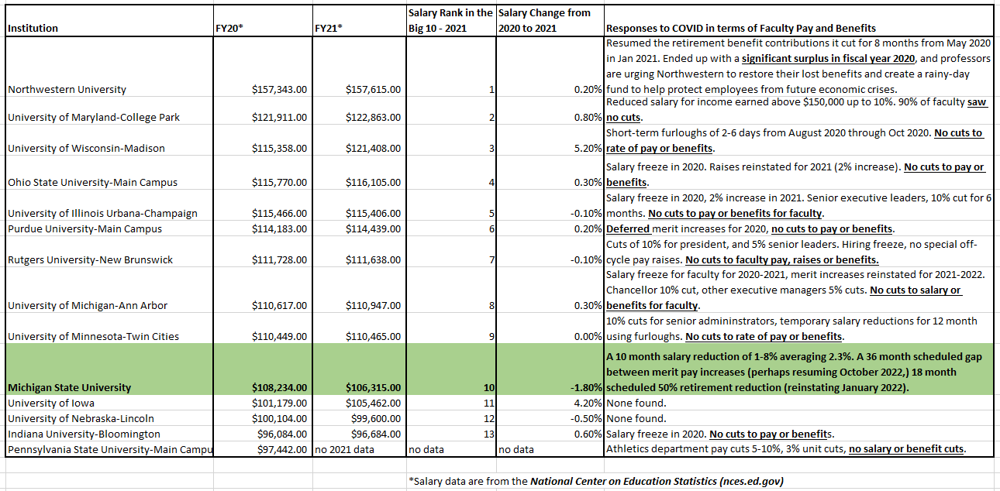 Institution FY20* FY21* Salary Rank in the Big 10 - 2021 Salary Change from 2020 to 2021 Responses to COVID in terms of Faculty Pay and Benefits
Resumed the retirement benefit contributions it cut for 8 months from May 2020
in Jan 2021. Ended up with a significant surplus in fiscal year 2020, and professors
are urging Northwestern to restore their lost benefits and create a rainy-day
Northwestern University $157,343.00 $157,615.00 1 0.20% fund to help protect employees from future economic crises.
Reduced salary for income earned above $150,000 up to 10%. 90% of faculty saw
University of Maryland-College Park $121,911.00 $122,863.00 2 0.80% no cuts.
Short-term furloughs of 2-6 days from August 2020 through Oct 2020. No cuts to
University of Wisconsin-Madison $115,358.00 $121,408.00 3 5.20% rate of pay or benefits.
Salary freeze in 2020. Raises reinstated for 2021 (2% increase). No cuts to pay or
Ohio State University-Main Campus $115,770.00 $116,105.00 4 0.30% benefits.
Salary freeze in 2020, 2% increase in 2021. Senior executive leaders, 10% cut for 6
University of Illinois Urbana-Champaign $115,466.00 $115,406.00 5 -0.10% months. No cuts to pay or benefits for faculty.
Purdue University-Main Campus $114,183.00 $114,439.00 6 0.20% Deferred merit increases for 2020, no cuts to pay or benefits.
Cuts of 10% for president, and 5% senior leaders. Hiring freeze, no special off-
Rutgers University-New Brunswick $111,728.00 $111,638.00 7 -0.10% cycle pay raises. No cuts to faculty pay, raises or benefits.
Salary freeze for faculty for 2020-2021, merit increases reinstated for 2021-2022.
Chancellor 10% cut, other executive managers 5% cuts. No cuts to salary or
University of Michigan-Ann Arbor $110,617.00 $110,947.00 8 0.30% benefits for faculty.
10% cuts for senior admininstrators, temporary salary reductions for 12 month
University of Minnesota-Twin Cities $110,449.00 $110,465.00 9 0.00% using furloughs. No cuts to rate of pay or benefits.
A 10 month salary reduction of 1-8% averaging 2.3%. A 36 month scheduled gap
between merit pay increases (perhaps resuming October 2022,) 18 month
Michigan State University $108,234.00 $106,315.00 10 -1.80% scheduled 50% retirement reduction (reinstating January 2022).
University of Iowa $101,179.00 $105,462.00 11 4.20% None found.
University of Nebraska-Lincoln $100,104.00 $99,600.00 12 -0.50% None found.
Indiana University-Bloomington $96,084.00 $96,684.00 13 0.60% Salary freeze in 2020. No cuts to pay or benefits.
Pennsylvania State University-Main Campu $97,442.00 no 2021 data no data no data Athletics department pay cuts 5-10%, 3% unit cuts, no salary or benefit cuts.
*Salary data are from the National Center on Education Statistics (nces.ed.gov)